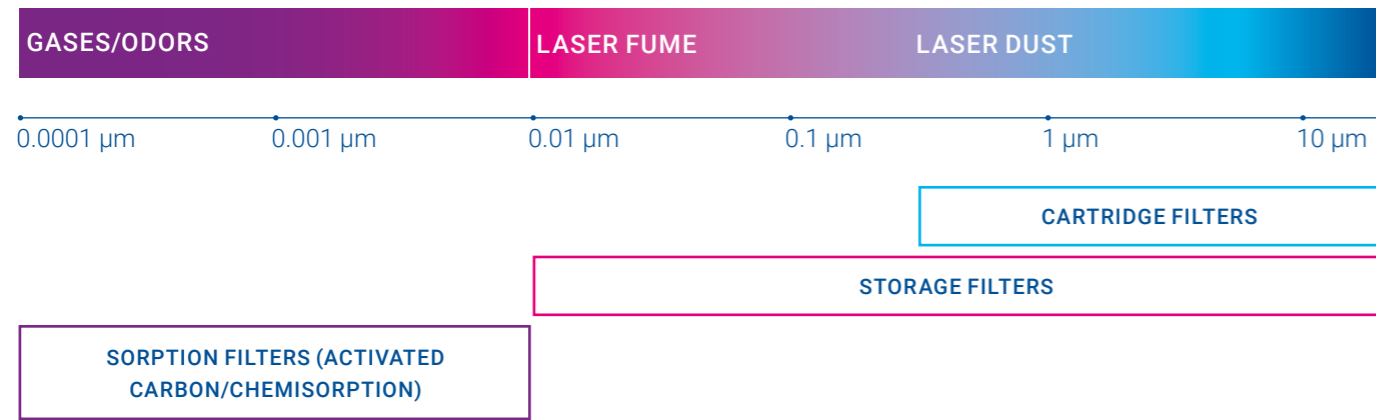 GASES/ODORS LASER FUME LASER DUST
0.0001 µm 0.001 µm 0.01 µm 0.1 µm 1 µm 10 µm
CARTRIDGE FILTERS
STORAGE FILTERS
SORPTION FILTERS (ACTIVATED
CARBON/CHEMISORPTION)